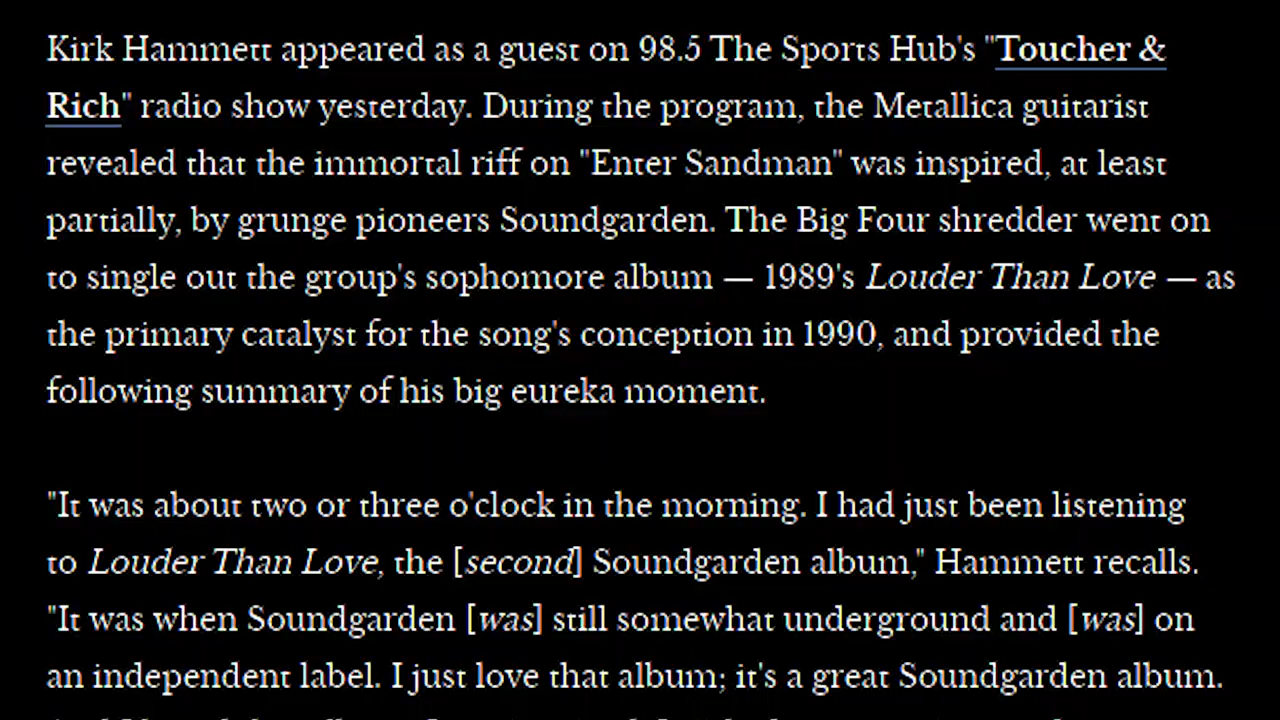 Kirk Hammett appeared as a guest on 98.5 The Sports Hub's "Toucher &
Rich" radio show yesterday. During the program, the Metallica guitarist
revealed that the immortal riff on "Enter Sandman" was inspired, at least
partially, by grunge pioneers Soundgarden. The Big Four shredder went on
to single out the group's sophomore album — 1989's Louder Than Love — as
the primary catalyst for the song's conception in 1990, and provided the
following summary of his big eureka moment.
"It was about two or three o'clock in the morning. I had just been listening
to Louder Than Love, the [second] Soundgarden album," Hammett recalls.
"It was when Soundgarden [was] still somewhat underground and [was] on
an independent label. I just love that album; it's a great Soundgarden album.